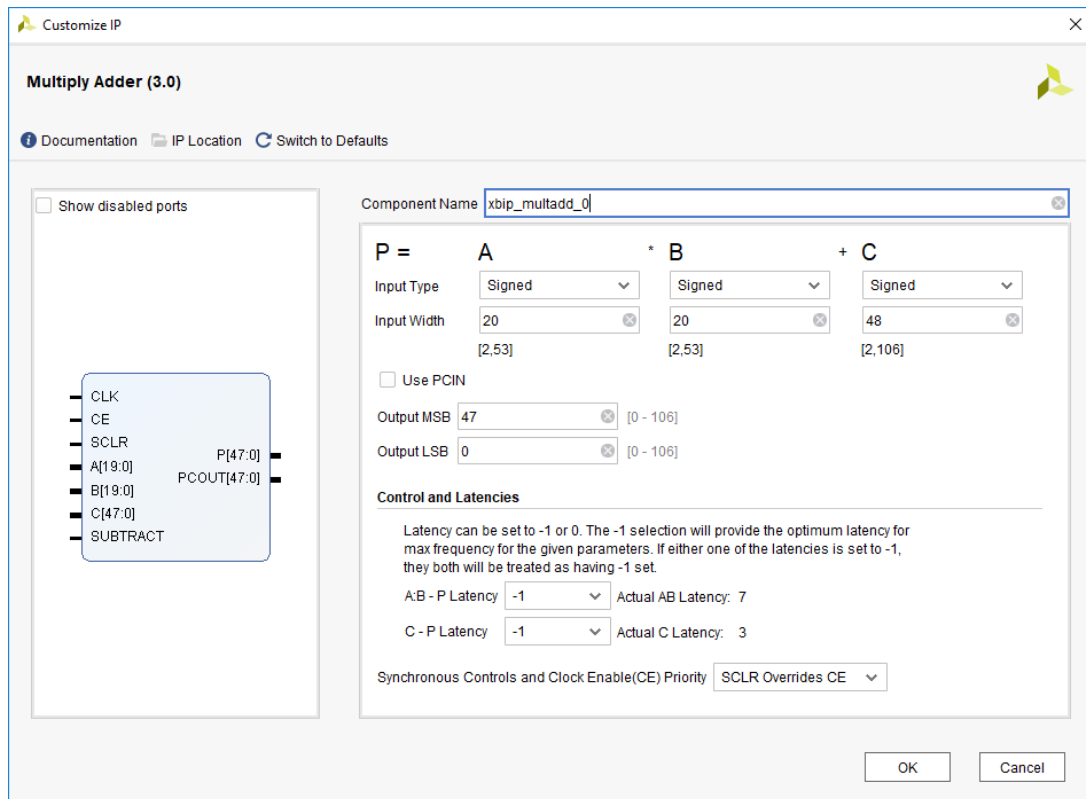 Customize IP
Multiply Adder (3.0)
Documentation IP Location Switch to Defaults
Show disabled ports
CLK
CE
SCLR
A[19:0]
B[19:0]
C[47:0]
SUBTRACT
P[47:0]
PCOUT[47:0]
Component Name xbip_multadd_0
P = A * B + C
Input Type Signed Signed Signed
Input Width 20 20 48
[2,53] [2,53] [2,106]
Use PCIN
Output MSB 47 [0 - 106]
Output LSB 0 [0 - 106]
Control and Latencies
Latency can be set to -1 or 0. The -1 selection will provide the optimum latency for
max frequency for the given parameters. If either one of the latencies is set to -1,
they both will be treated as having -1 set.
A:B - P Latency -1 Actual AB Latency: 7
C - P Latency -1 Actual C Latency: 3
Synchronous Controls and Clock Enable(CE) Priority SCLR Overrides CE
OK Cancel